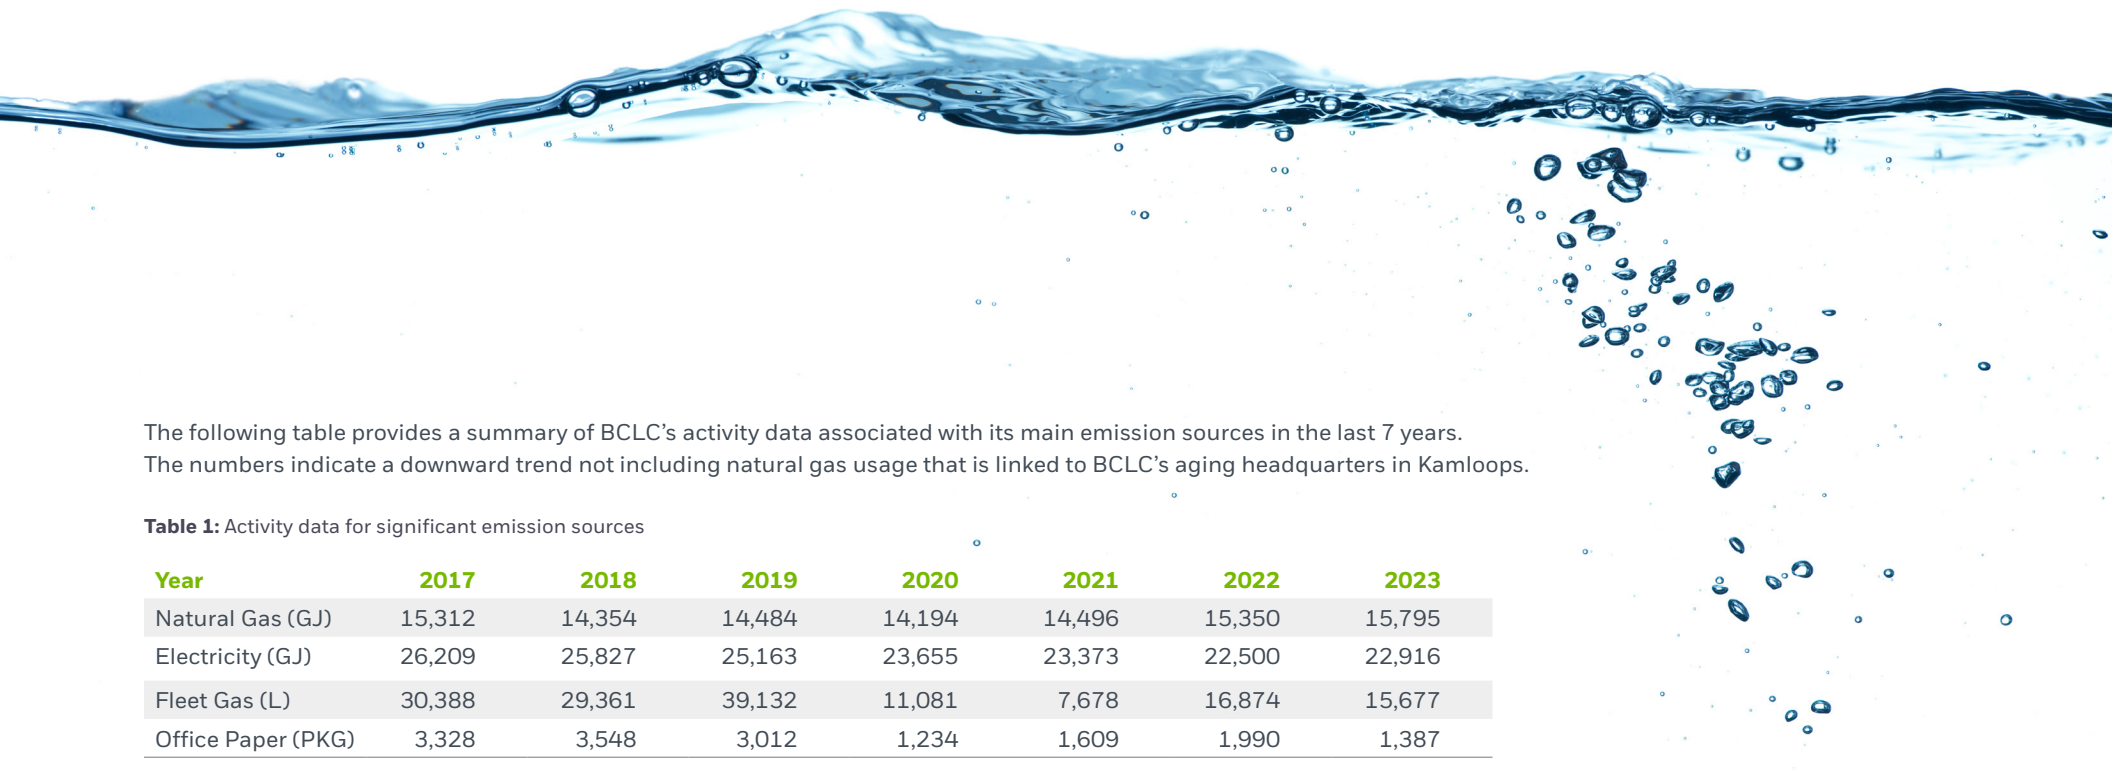 The following table provides a summary of BCLC’s activity data associated with its main emission sources in the last 7 years.
The numbers indicate a downward trend not including natural gas usage that is linked to BCLC’s aging headquarters in Kamloops.
Table 1: Activity data for significant emission sources
Year 2017 2018 2019 2020 2021 2022 2023
Natural Gas (GJ) 15,312 14,354 14,484 14,194 14,496 15,350 15,795
Electricity (GJ) 26,209 25,827 25,163 23,655 23,373 22,500 22,916
Fleet Gas (L) 30,388 29,361 39,132 11,081 7,678 16,874 15,677
Office Paper (PKG) 3,328 3,548 3,012 1,234 1,609 1,990 1,387